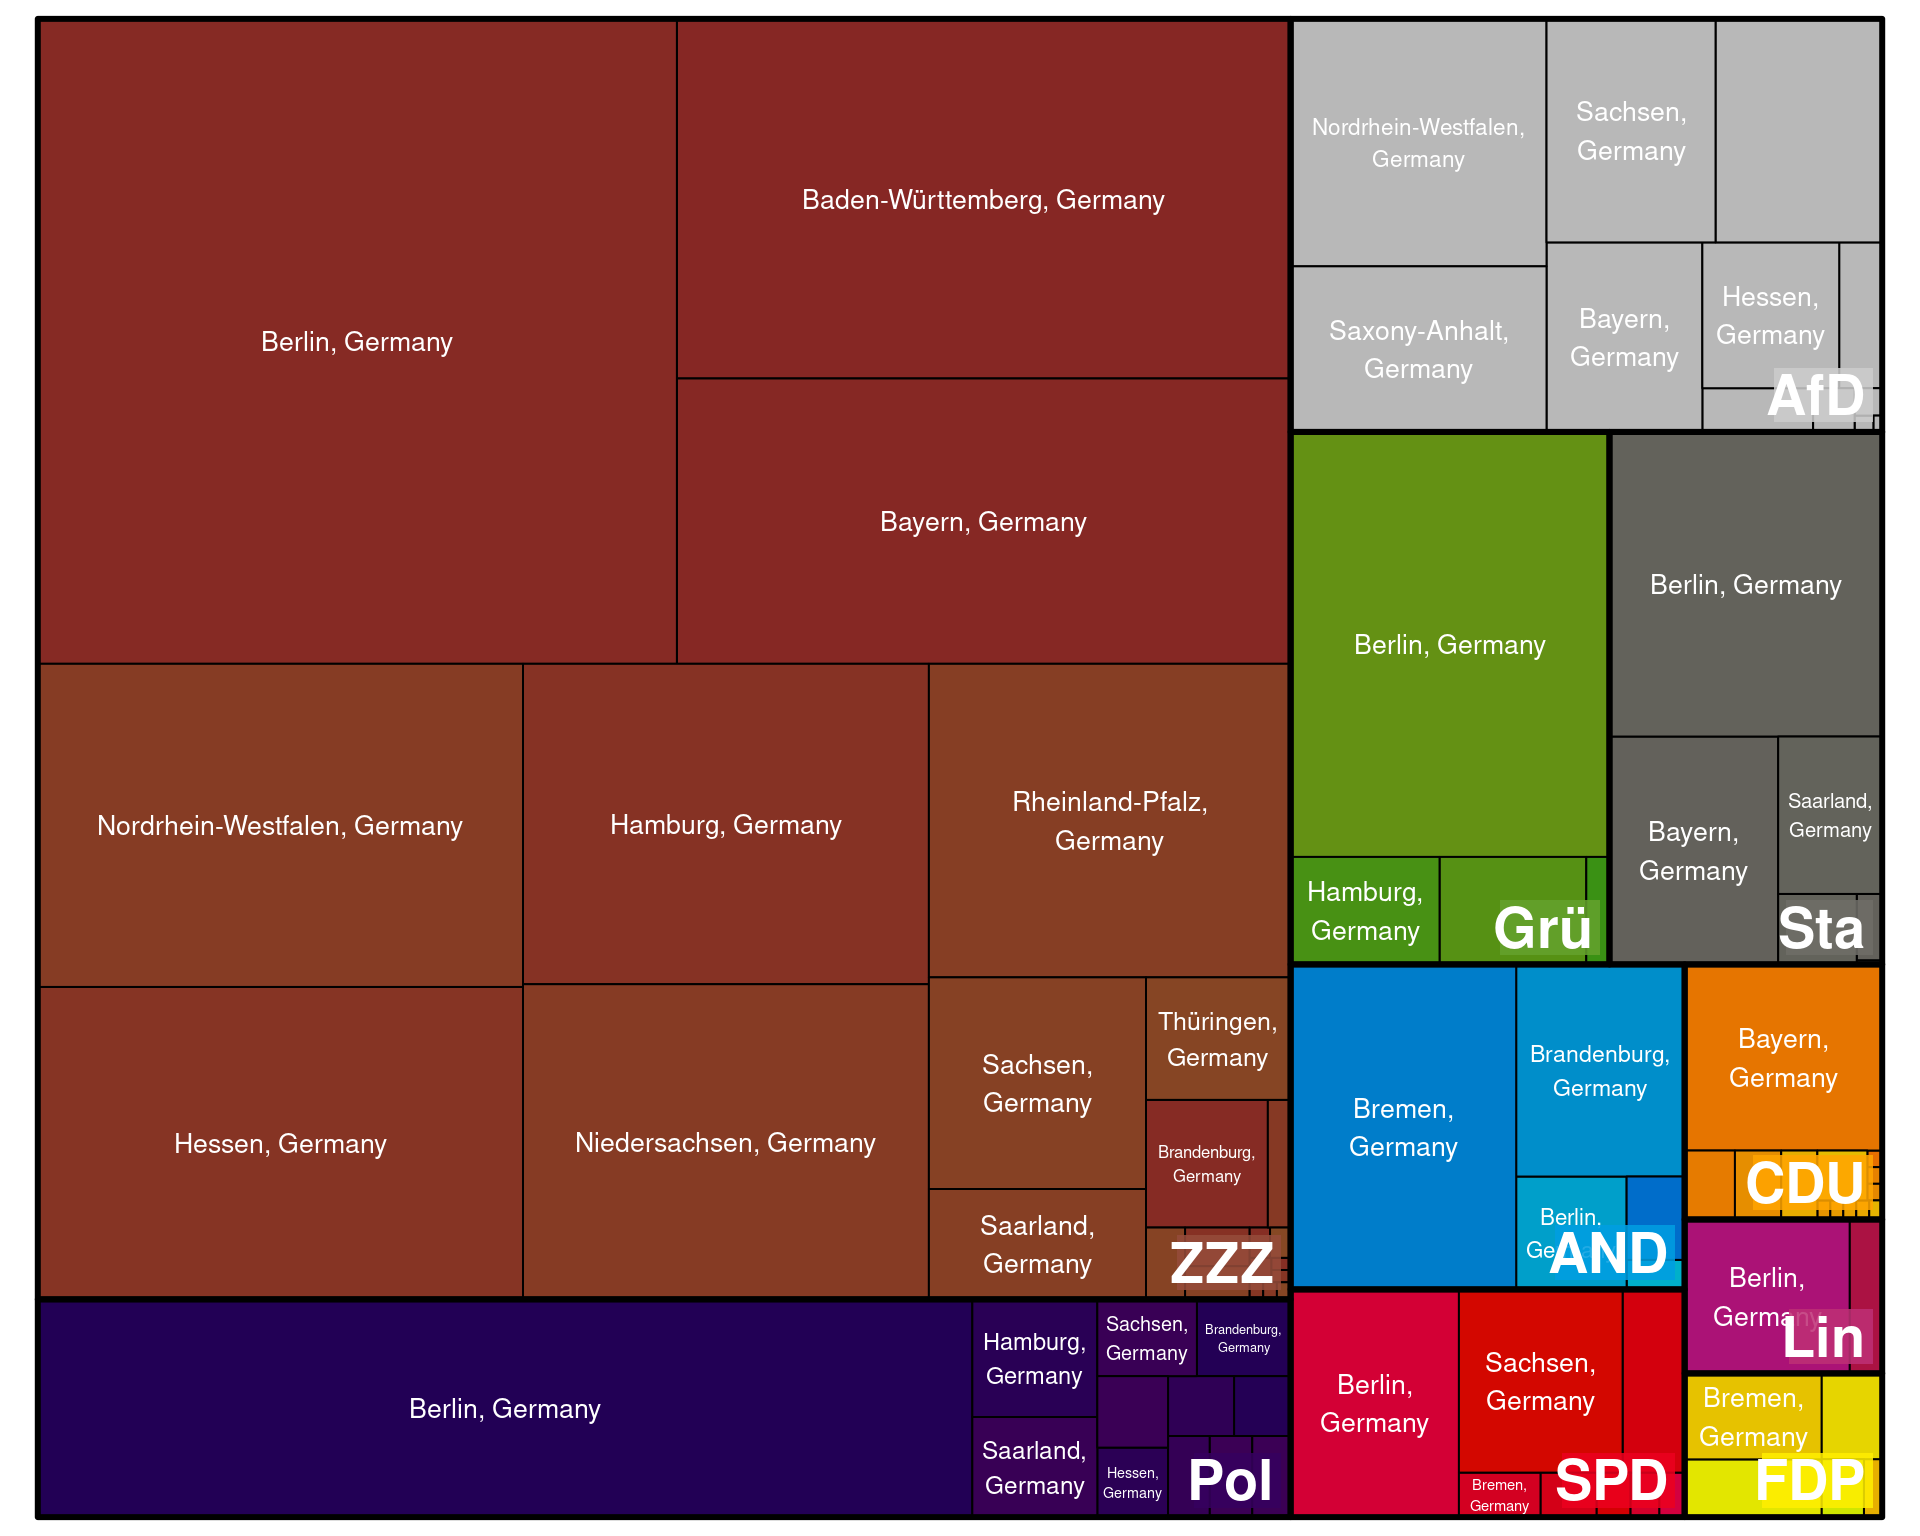 Berlin, Germany
Baden-Württemberg, Germany
Bayern, Germany
Nordrhein-Westfalen, Germany
Hamburg, Germany
Rheinland-Pfalz,
Germany
Hessen, Germany
Niedersachsen, Germany
Sachsen,
Germany
Thüringen,
Germany
Brandenburg,
Germany
Saarland,
Germany
ZZZ
Berlin, Germany
Hamburg,
Germany
Saarland,
Germany
Sachsen,
Germany
Brandenburg,
Germany
Hessen,
Germany
Pol
Nordrhein-Westfalen,
Germany
Sachsen,
Germany
Saxony-Anhalt,
Germany
Bayern,
Germany
Hessen,
Germany
AfD
Berlin, Germany
Hamburg,
Germany
Grü
Berlin, Germany
Bayern,
Germany
Saarland,
Germany
Sta
Bremen,
Germany
Brandenburg,
Germany
Berlin,
AND
Bayern,
Germany
CDU
Berlin,
Germany
Lin
Berlin,
Germany
Sachsen,
Germany
Bremen,
Germany
SPD
Bremen,
Germany
FDP